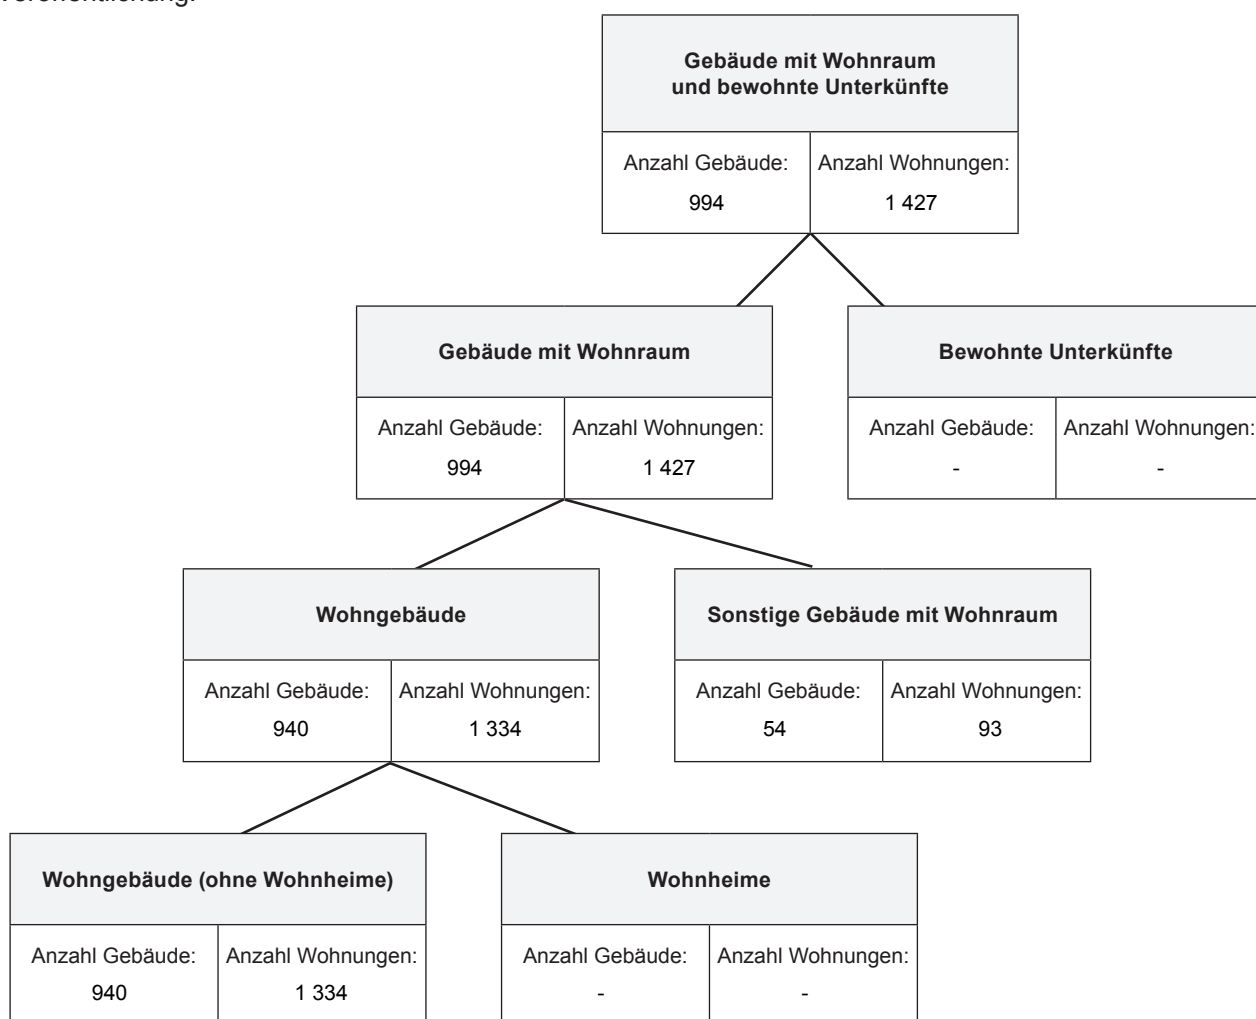 Veröffentlichung.
Gebäude mit Wohnraum
und bewohnte Unterkünfte
Anzahl Gebäude: Anzahl Wohnungen:
994 1 427
Gebäude mit Wohnraum Bewohnte Unterkünfte
Anzahl Gebäude: Anzahl Wohnungen: Anzahl Gebäude: Anzahl Wohnungen:
994 1 427 - -
Wohngebäude Sonstige Gebäude mit Wohnraum
Anzahl Gebäude: Anzahl Wohnungen: Anzahl Gebäude: Anzahl Wohnungen:
940 1 334 54 93
Wohngebäude (ohne Wohnheime) Wohnheime
Anzahl Gebäude: Anzahl Wohnungen: Anzahl Gebäude: Anzahl Wohnungen:
940 1 334 - -